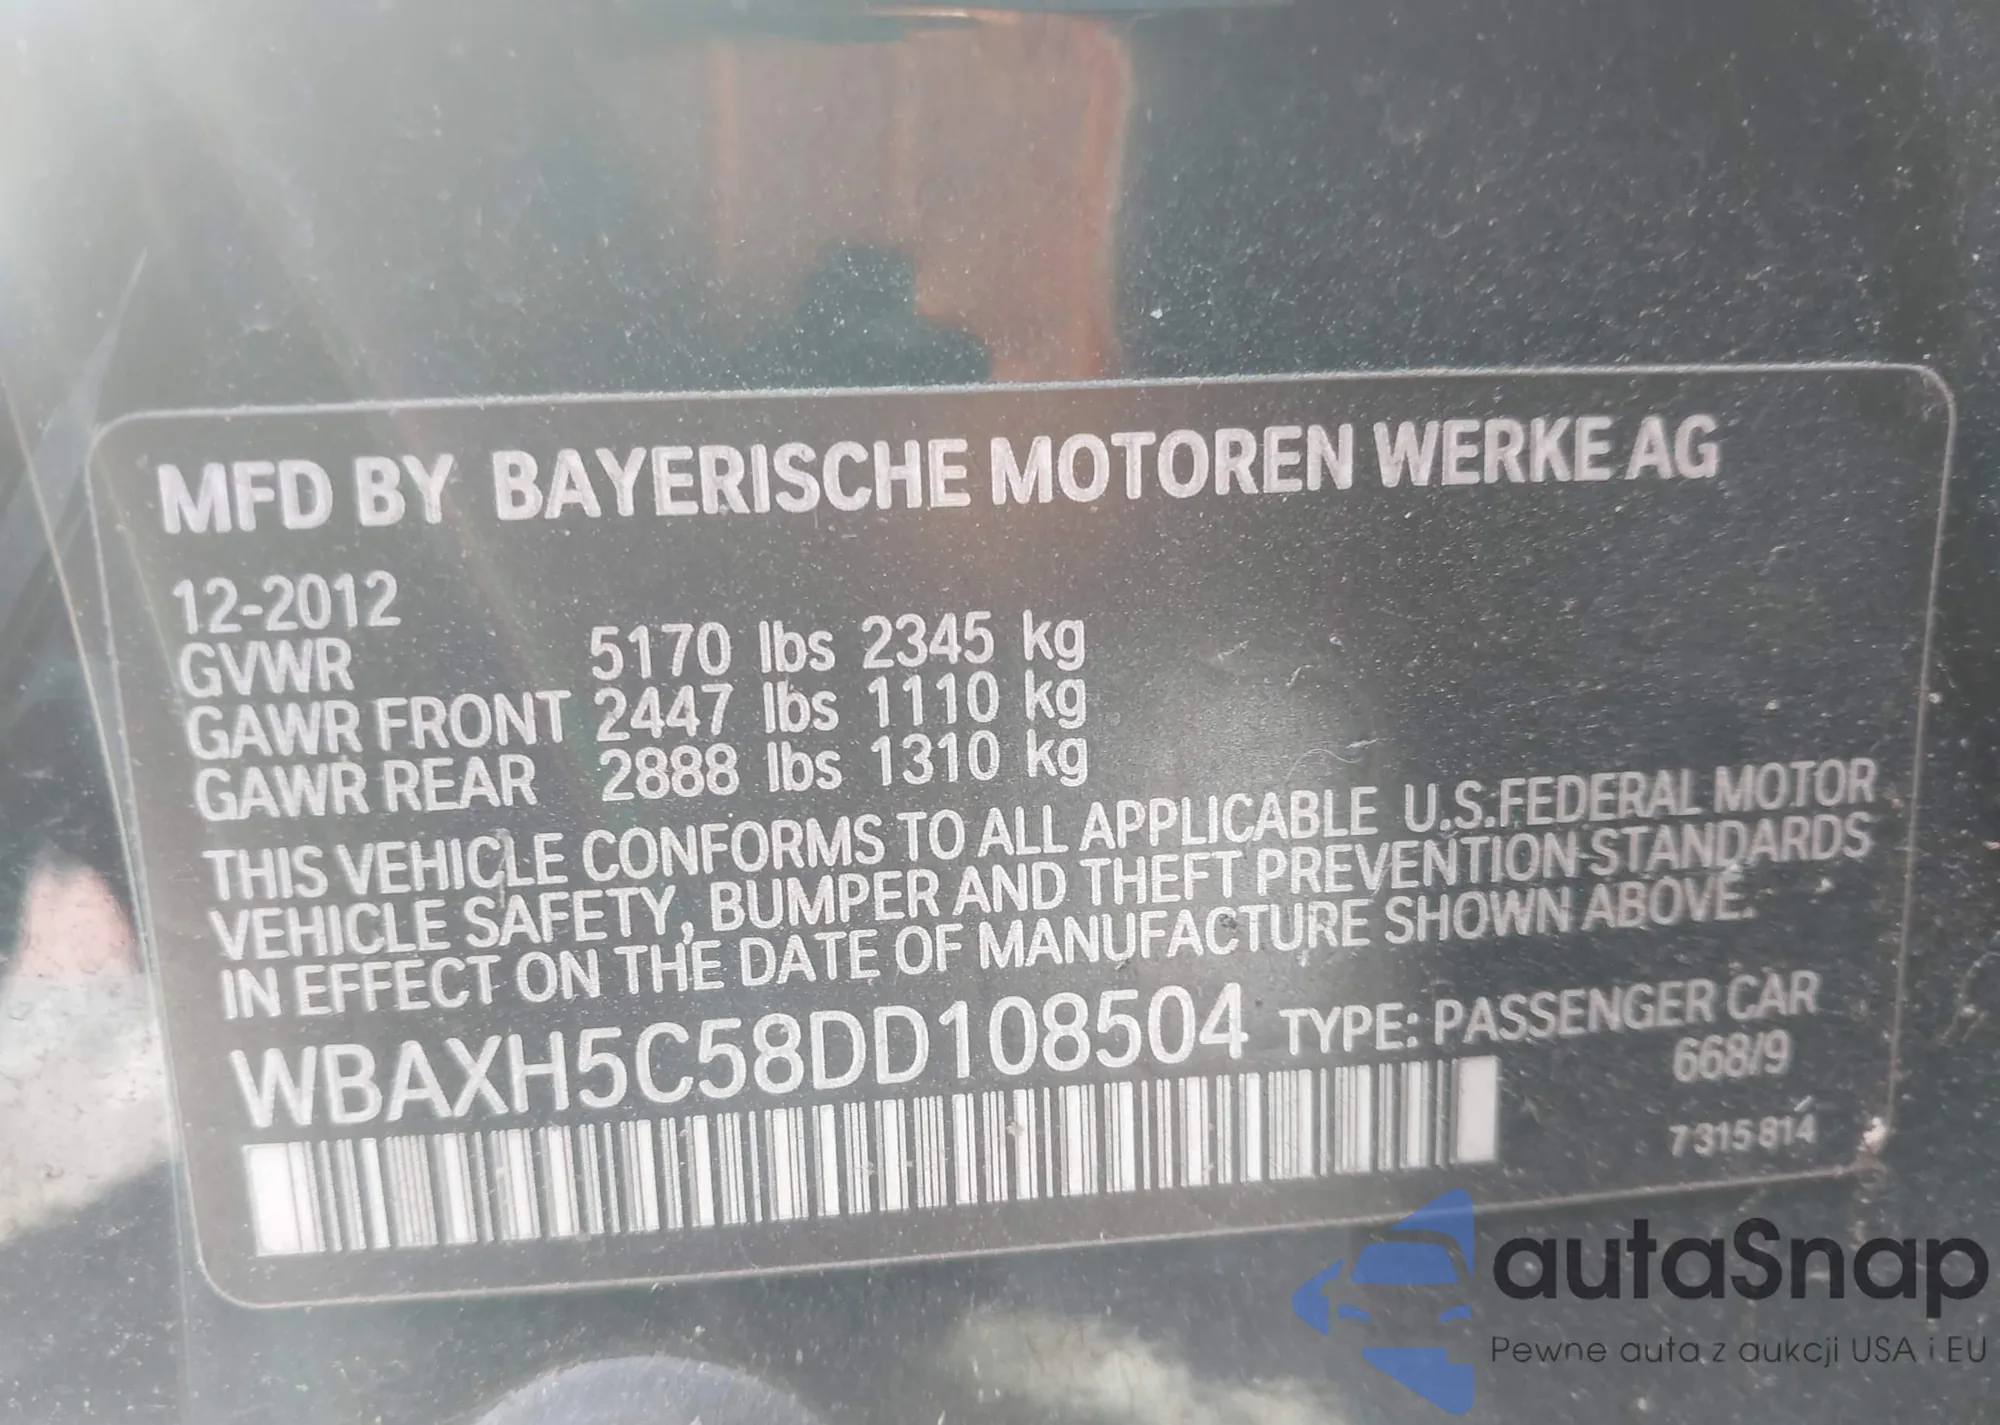 MFD BY BAYERISCHE MOTOREN WERKE AG
12-2012
GVWR 5170 lbs 2345 kg
GAWR FRONT 2447 lbs 1110 kg
GAWR REAR 2888 lbs 1310 kg
THIS VEHICLE CONFORMS TO ALL APPLICABLE U.S.FEDERAL MOTOR
VEHICLE SAFETY, BUMPER AND THEFT PREVENTION STANDARDS
IN EFFECT ON THE DATE OF MANUFACTURE SHOWN ABOVE.
WBAXH5C58DD108504 TYPE: PASSENGER CAR
668/9
7 315 814
autaSnap
Pewne auta z aukcji USA i EU